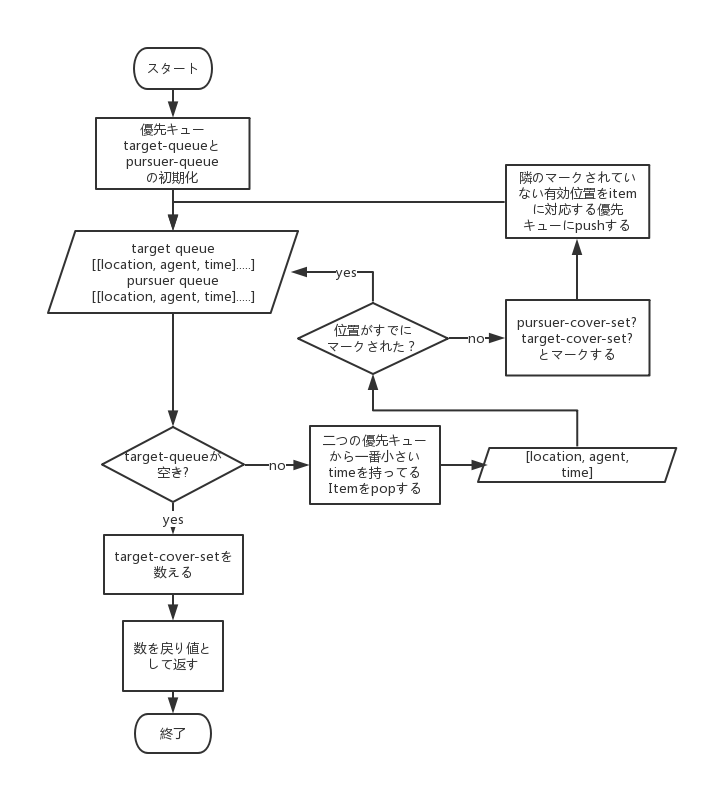 スタート
優先キュー
target-queueと
pursuer-queue
の初期化
隣のマークされてい
ない有効位置をitem
に対応する優先
キューにpushする
target queue
[[location, agent, time].....]
pursuer queue
[[location, agent, time].....]
yes
位置がすでに
マークされた？
no
pursuer-cover-set?
target-cover-set?
とマークする
target-queueが
空き?
no
二つの優先キュー
から一番小さい
timeを持ってる
Itemをpopする
[location, agent,
time]
yes
target-cover-setを
数える
数を戻り値と
して返す
終了